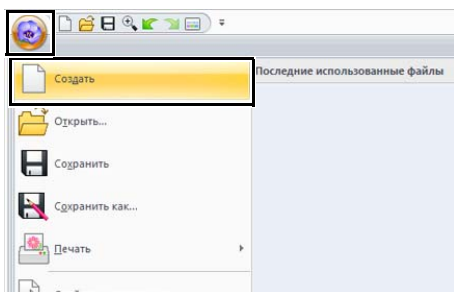 Создать
Последние использованные файлы
Открыть...
Сохранить
Сохранить как...
Печать